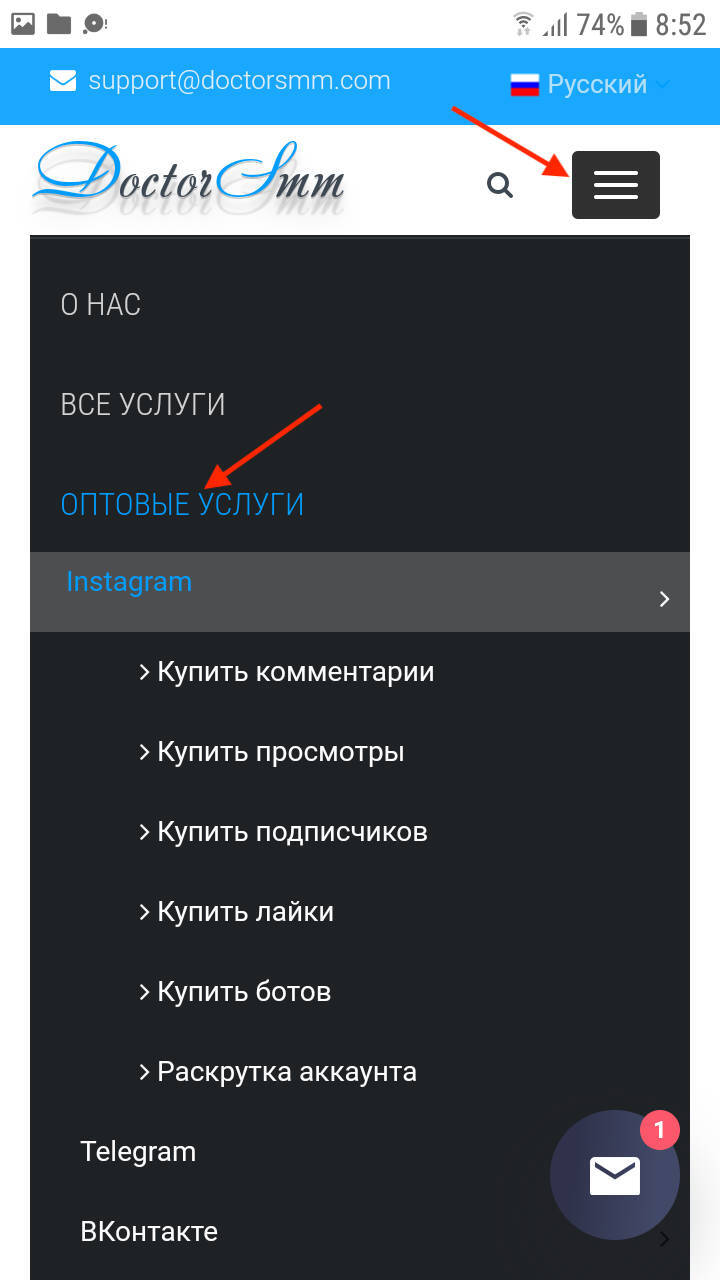 74% 8:52
support@doctorsmm.com Русский
DoctorSmm
О НАС
ВСЕ УСЛУГИ
ОПТОВЫЕ УСЛУГИ
Instagram
Купить комментарии
Купить просмотры
Купить подписчиков
Купить лайки
Купить ботов
Раскрутка аккаунта
1
Telegram
ВКонтакте